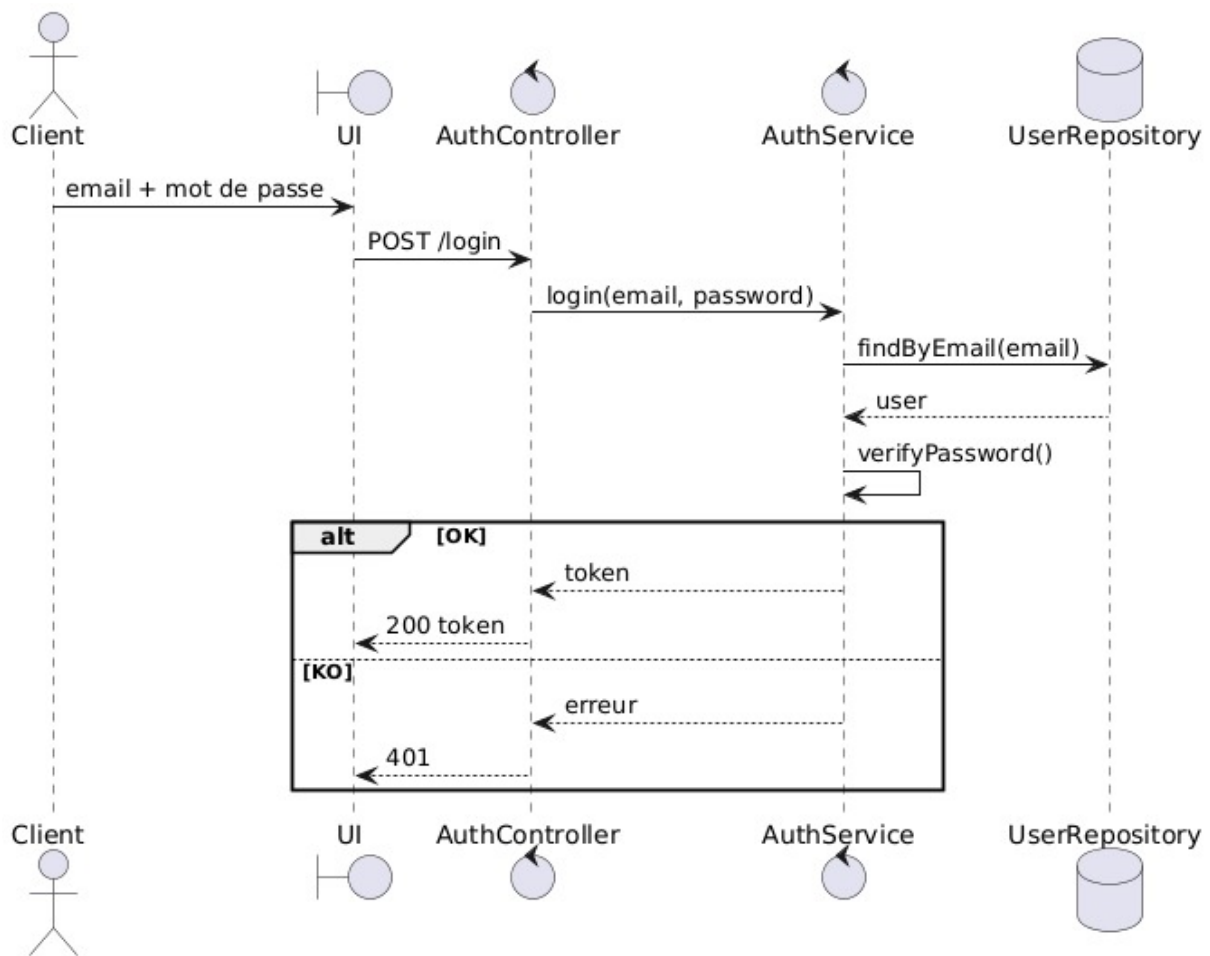 Client
UI
AuthController
AuthService
UserRepository
email + mot de passe
POST /login
login(email, password)
findByEmail(email)
user
verifyPassword()
alt
[OK]
token
200 token
[KO]
erreur
401
Client
UI
AuthController
AuthService
UserRepository